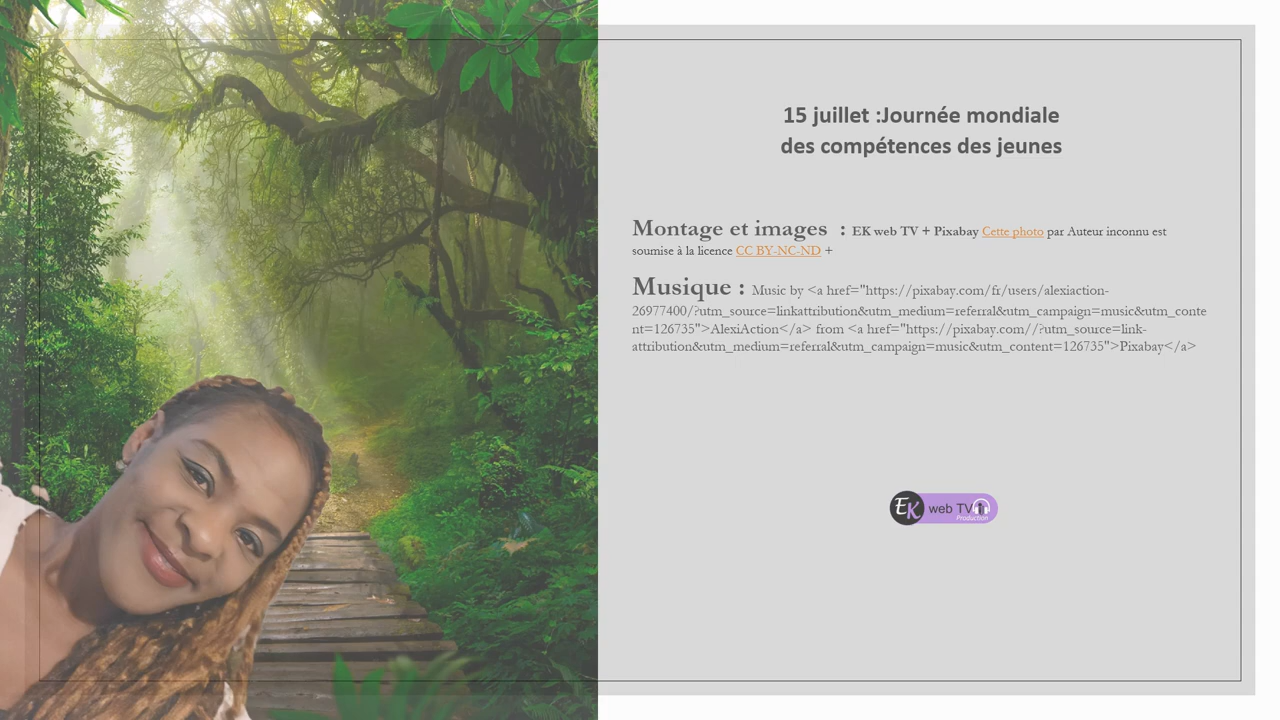 15 juillet :Journée mondiale
des compétences des jeunes
Montage et images : EK web TV + Pixabay Cette photo par Auteur inconnu est
soumise à la licence CC BY-NC-ND +
Musique : Music by <a href="https://pixabay.com/fr/users/alexiaction-
26977400/?utm_source=linkattribution&utm_medium=referral&utm_campaign=music&utm_conte
nt=126735">AlexiAction</a> from <a href="https://pixabay.com//?utm_source=link-
attribution&utm_medium=referral&utm_campaign=music&utm_content=126735">Pixabay</a>
EK web TV
Production